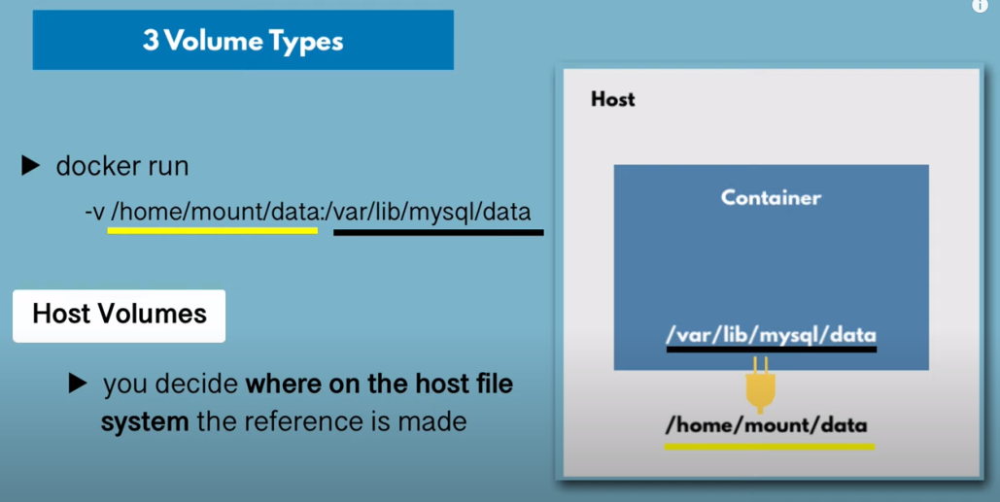 3 Volume Types
docker run
-v /home/mount/data:/var/lib/mysql/data
Host Volumes
you decide where on the host file
system the reference is made
Host
Container
/var/lib/mysql/data
/home/mount/data